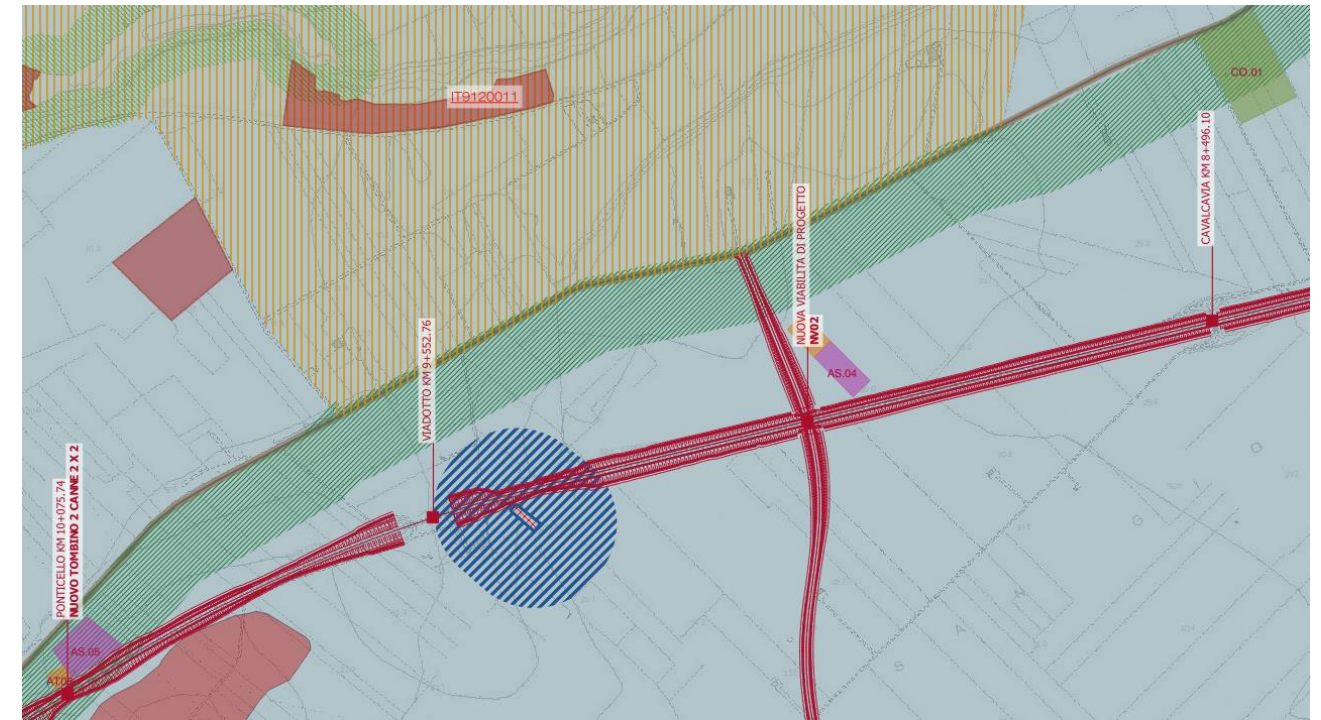 IT9120011
CO.01
CAVALCAVIA KM 8+496.10
NUOVA VIABILITA DI PROGETTO
NV02
AS.04
VIADOTTO KM 9+552.76
PONTICELLO KM 10+075.74
NUOVO TOMBINO 2 CANNE 2 X 2
AS.05